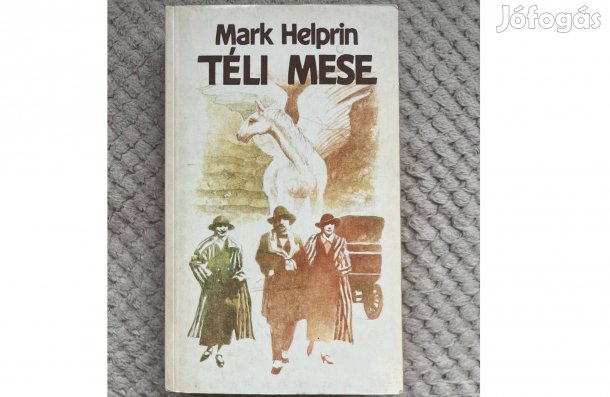 Jófogás
Mark Helprin
TÉLI MESE